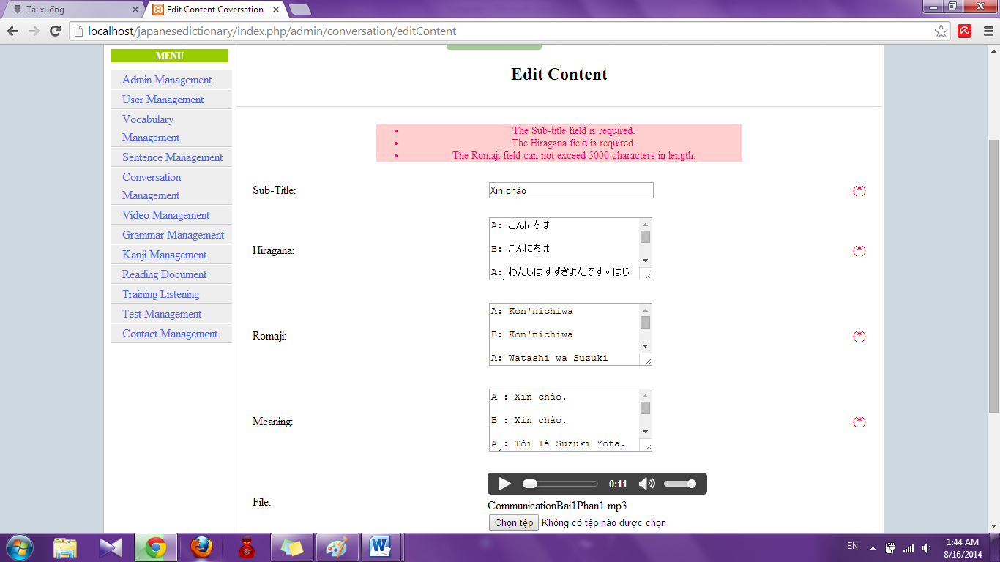 Tải xuống
Edit Content Coversation
localhost/japanesedictionary/index.php/admin/conversation/editContent
MENU
Admin Management
User Management
Vocabulary
Management
Sentence Management
Conversation
Management
Video Management
Grammar Management
Kanji Management
Reading Document
Training Listening
Test Management
Contact Management
Edit Content
The Sub-title field is required.
The Hiragana field is required.
The Romaji field can not exceed 5000 characters in length.
Sub-Title:
Xin chào
(*)
Hiragana:
A: こんにちは
B: こんにちは
A: わたしはすずきよたです。はじ
(*)
Romaji:
A: Kon'nichiwa
B: Kon'nichiwa
A: Watashi wa Suzuki
(*)
Meaning:
A : Xin chào.
B : Xin chào.
A : Tôi là Suzuki Yota.
(*)
File:
0:11
CommunicationBai1Phan1.mp3
Chọn tệp Không có tệp nào được chọn
EN
1:44 AM
8/16/2014